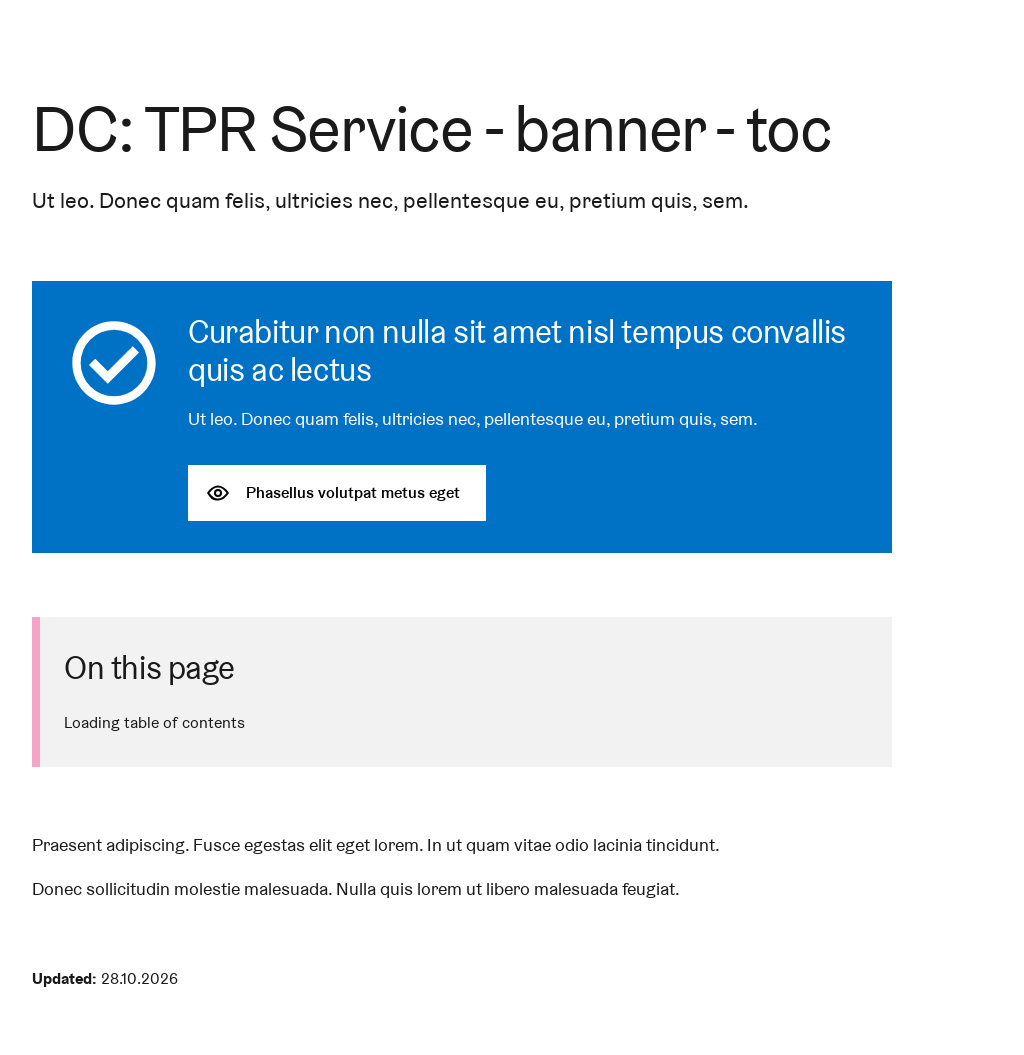 DC: TPR Service - banner - toc
Ut leo. Donec quam felis, ultricies nec, pellentesque eu, pretium quis, sem.
Curabitur non nulla sit amet nisl tempus convallis
quis ac lectus
Ut leo. Donec quam felis, ultricies nec, pellentesque eu, pretium quis, sem.
Phasellus volutpat metus eget
On this page
Loading table of contents
Praesent adipiscing. Fusce egestas elit eget lorem. In ut quam vitae odio lacinia tincidunt.
Donec sollicitudin molestie malesuada. Nulla quis lorem ut libero malesuada feugiat.
Updated: 28.10.2026